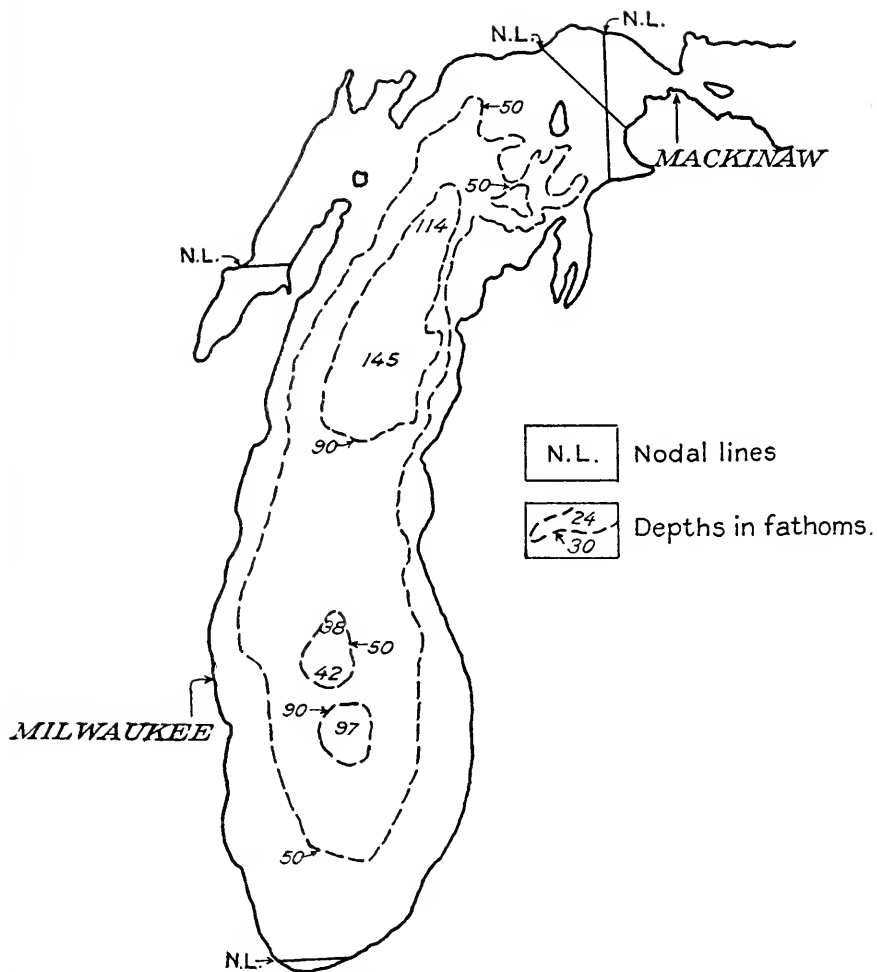 N.L.
N.L.
50
MACKINAW
50
114
N.L.
145
90
N.L. Nodal lines
24
30
Depths in fathoms.
38
50
42
MILWAUKEE
90
97
50
N.L.